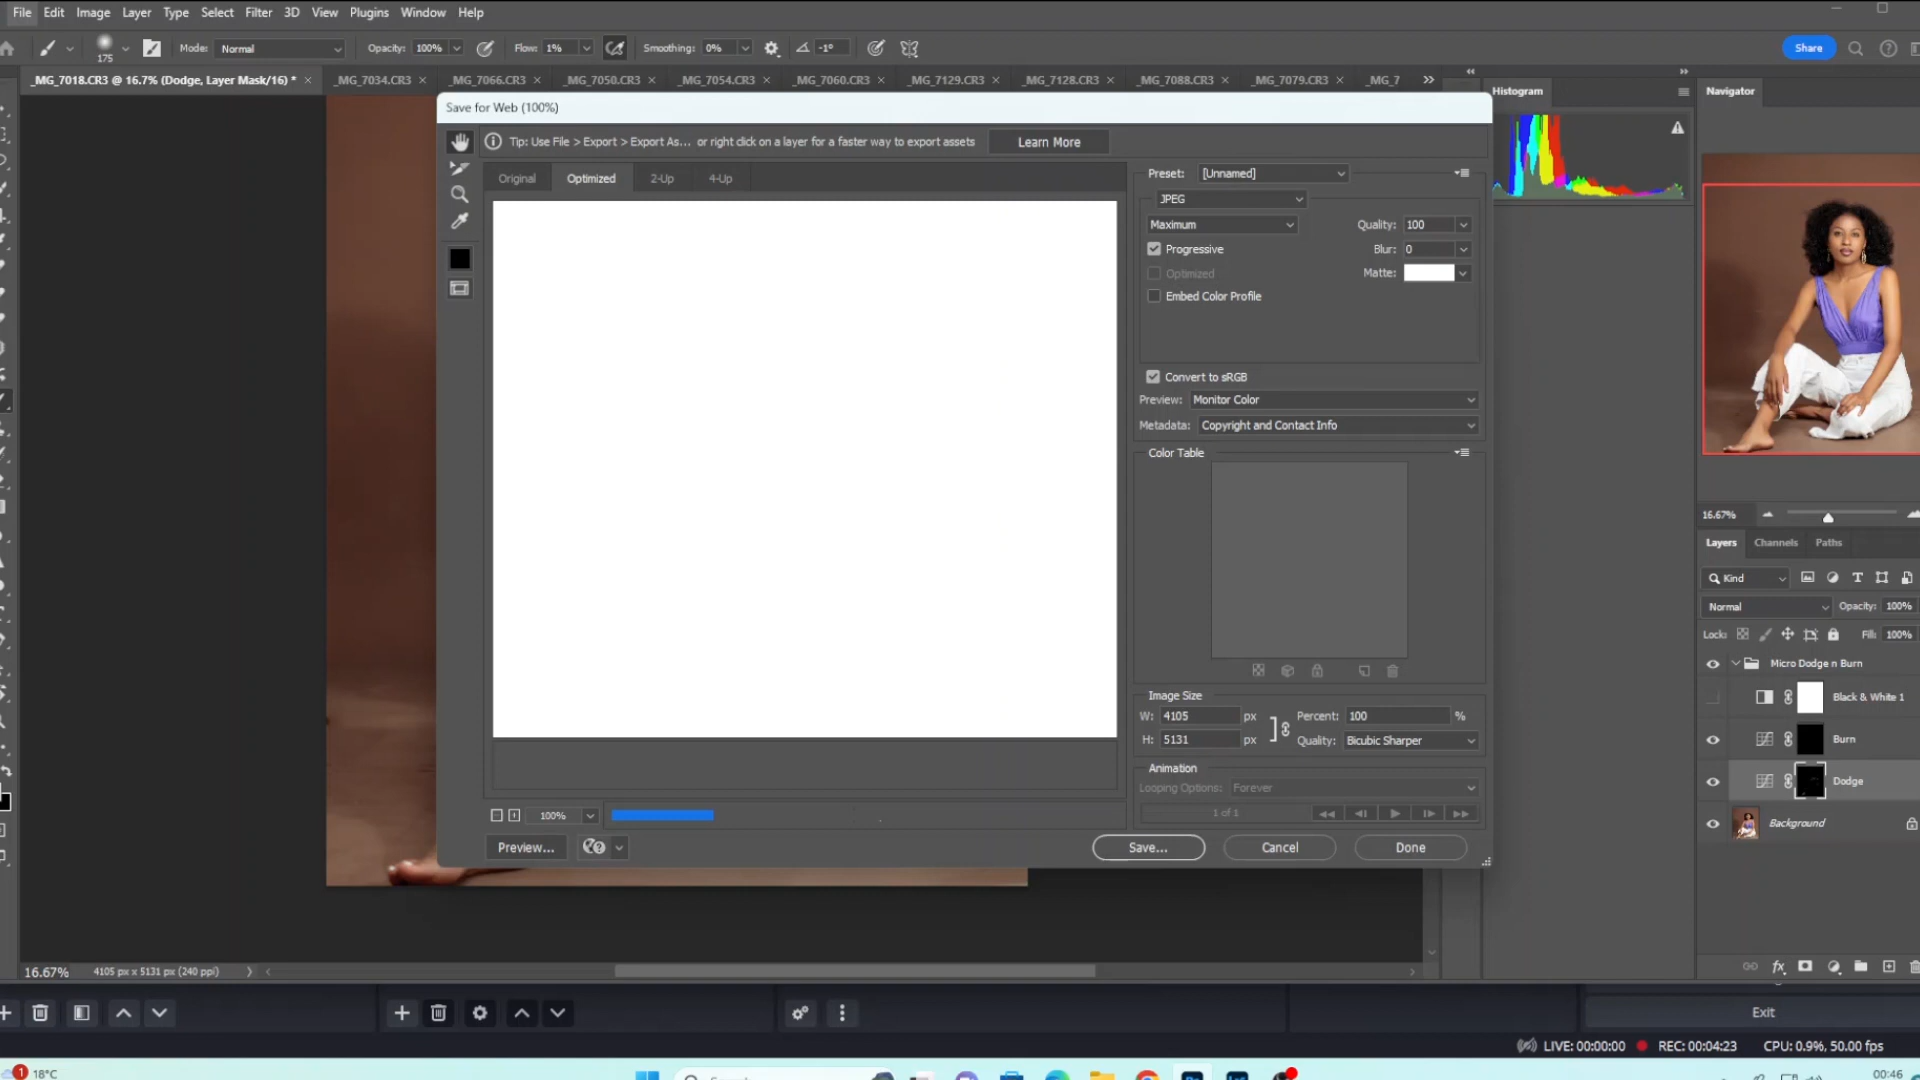 File Edit Image Layer Type Select Filter 3D View Plugins Window Help
175 Mode: Normal Opacity: 100% Flow: 1% Smoothing: 0% -1° Share
_MG_7018.CR3 @ 16.7% (Dodge, Layer Mask/16) * _MG_7034.CR3 _MG_7066.CR3 _MG_7050.CR3 _MG_7054.CR3 _MG_7060.CR3 _MG_7129.CR3 _MG_7128.CR3 _MG_7088.CR3 _MG_7079.CR3 _MG_7
Histogram Navigator
Save for Web (100%)
Tip: Use File > Export > Export As... or right click on a layer for a faster way to export assets Learn More
Original Optimized 2-Up 4-Up
Preset: [Unnamed]
JPEG
Maximum Quality: 100
Progressive Blur: 0
Optimized Matte:
Embed Color Profile
Convert to sRGB
Preview: Monitor Color
Metadata: Copyright and Contact Info
Color Table
Image Size
W: 4105 px Percent: 100 %
H: 5131 px Quality: Bicubic Sharper
Animation
Looping Options: Forever
1 of 1
100%
Preview... Save... Cancel Done
16.67%
Layers Channels Paths
Kind
Normal Opacity: 100%
Lock: Fill: 100%
Micro Dodge n Burn
Black & White 1
Burn
Dodge
Background
16.67% 4105 px x 5131 px (240 ppi)
Exit
LIVE: 00:00:00 REC: 00:04:23 CPU: 0.9%, 50.00 fps
1 18°C 00:46